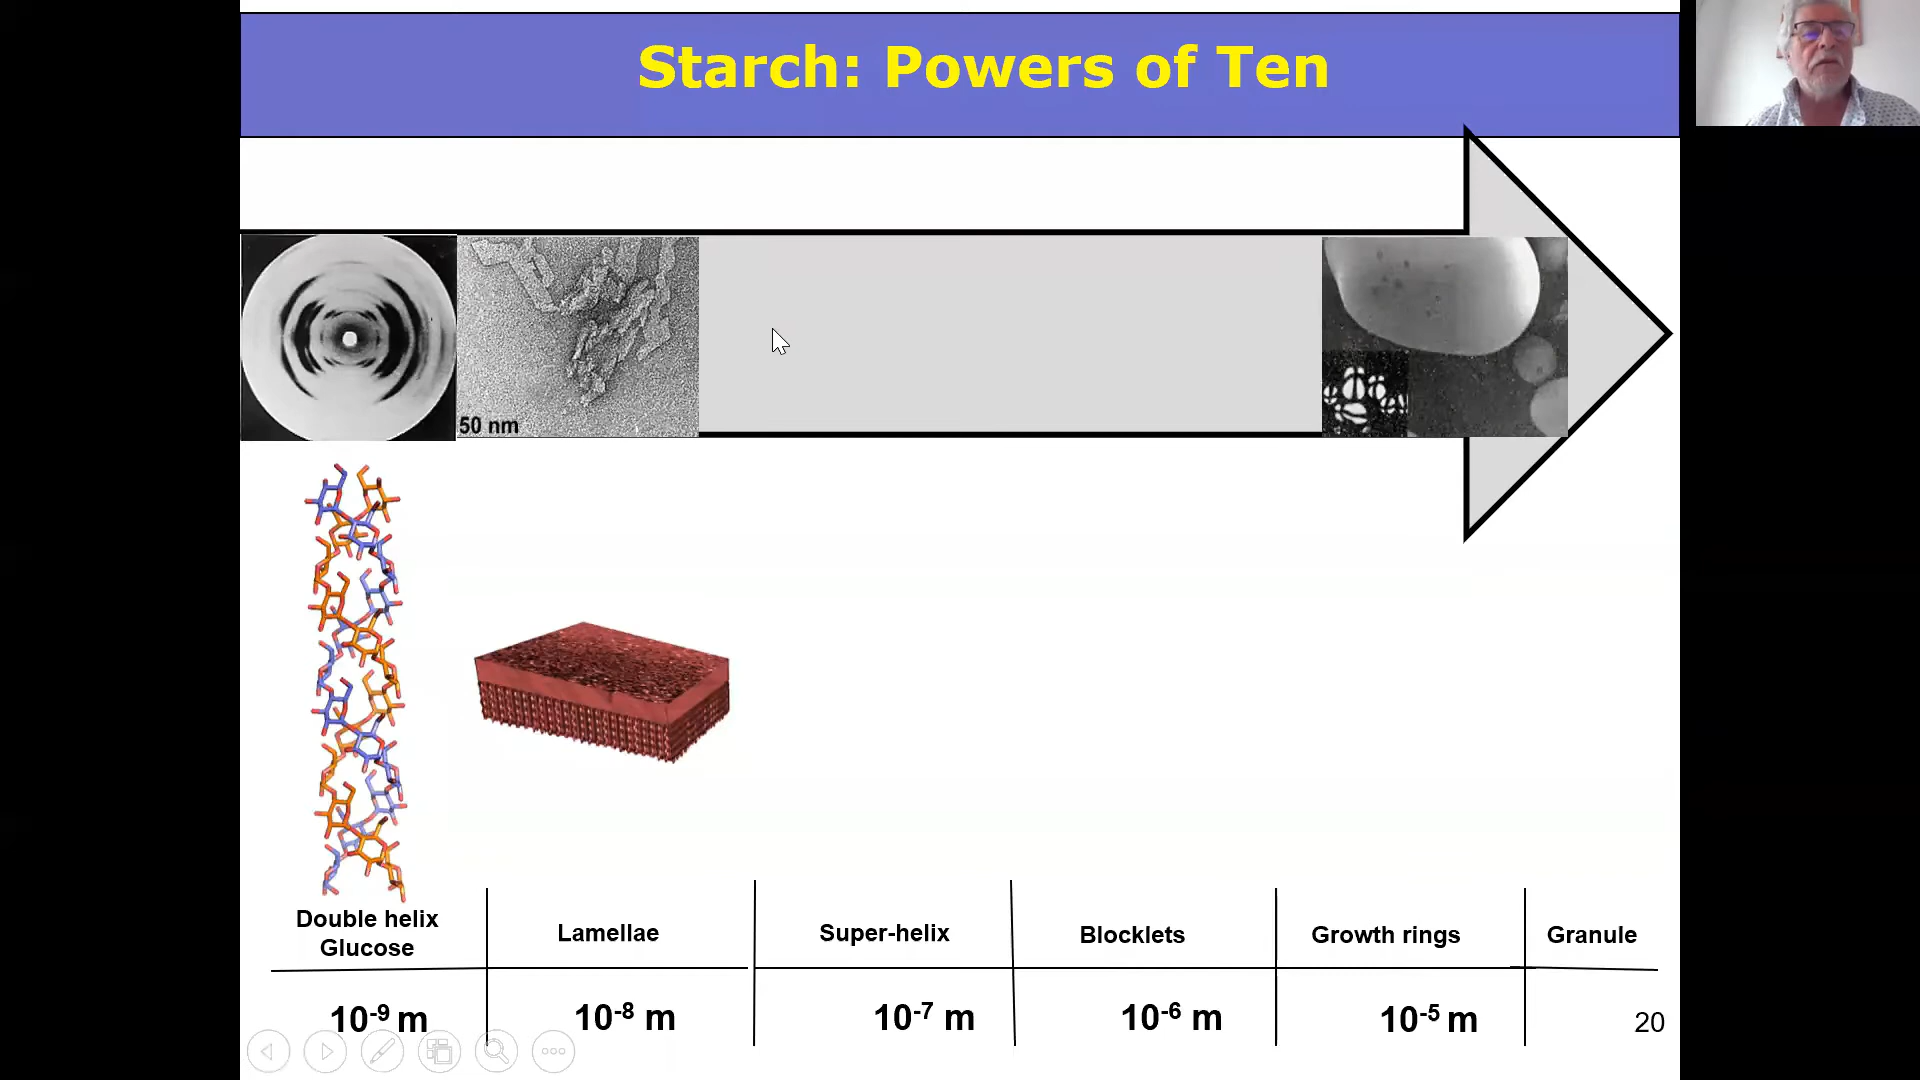 Starch: Powers of Ten
50 nm
Double helix
Glucose
Lamellae
Super-helix
Blocklets
Growth rings
Granule
10⁻⁹ m
10⁻⁸ m
10⁻⁷ m
10⁻⁶ m
10⁻⁵ m
20